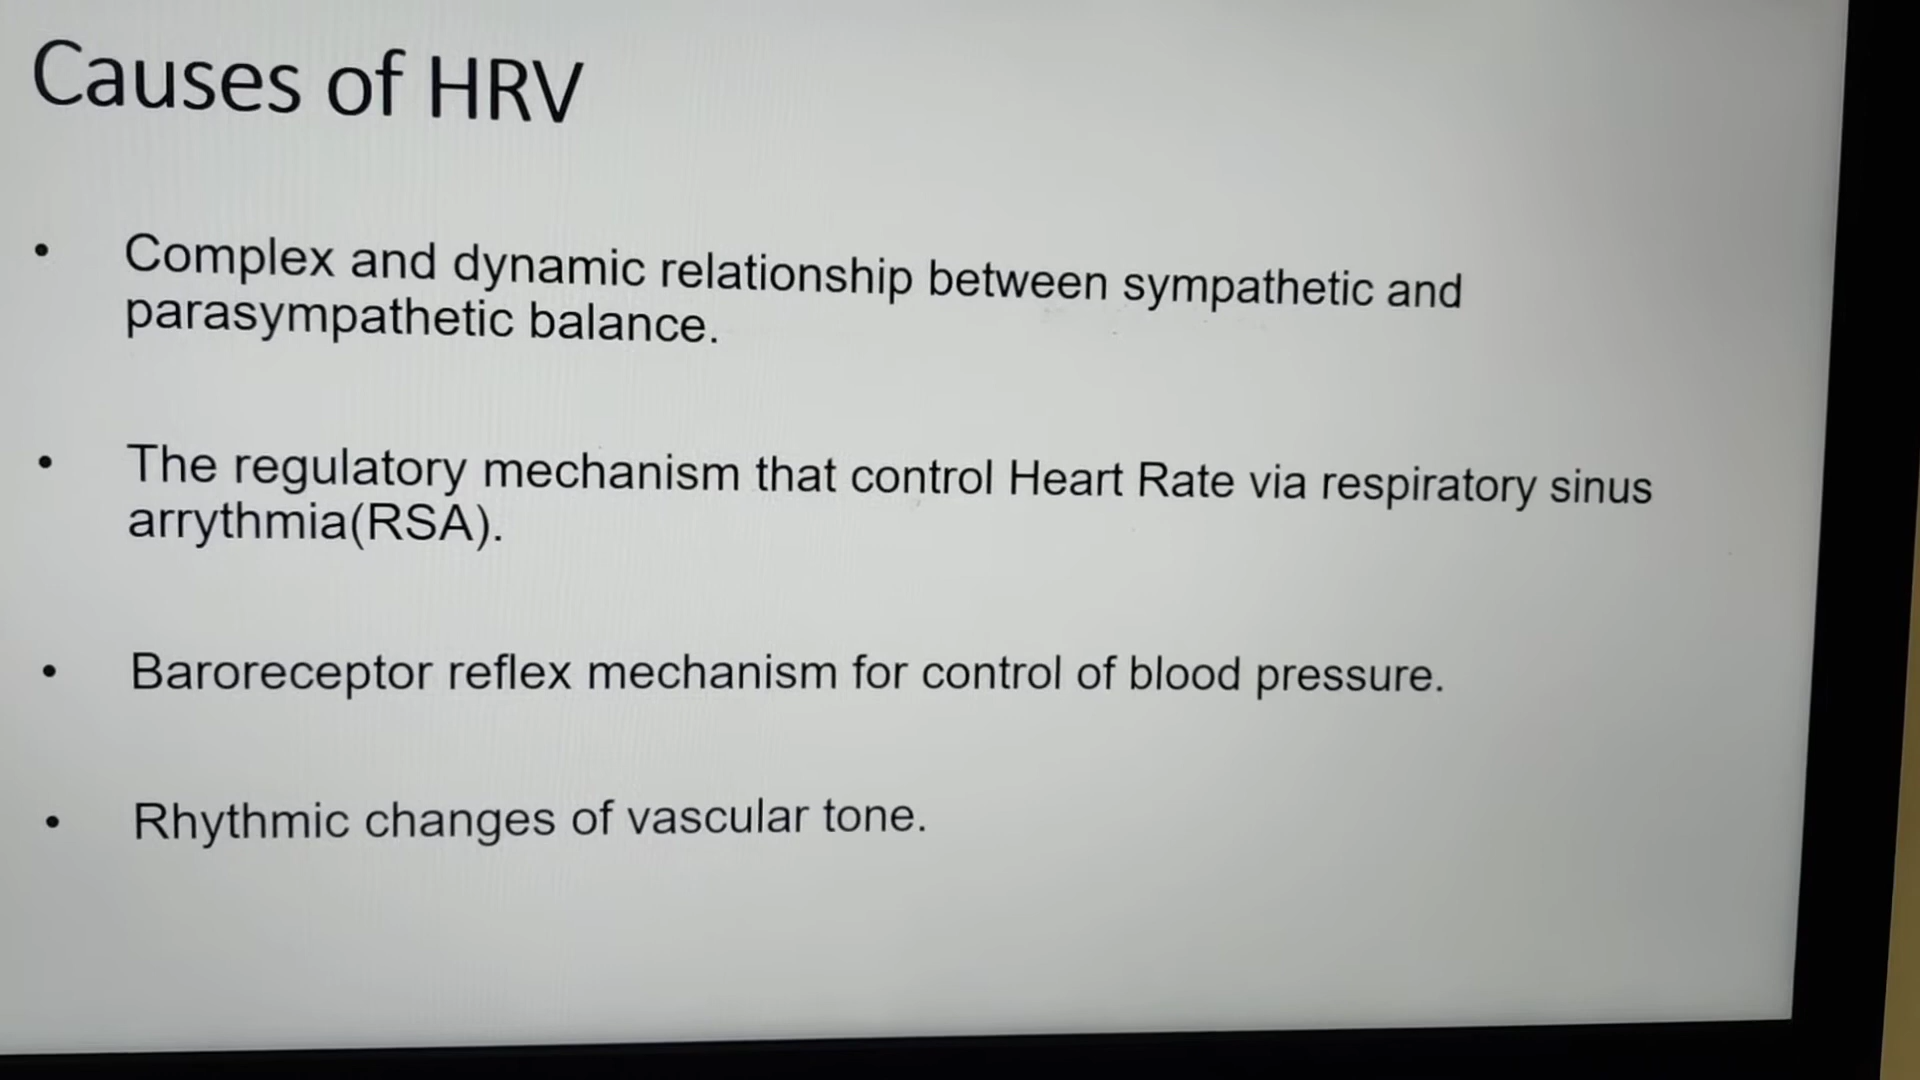 Causes of HRV
• Complex and dynamic relationship between sympathetic and
parasympathetic balance.
• The regulatory mechanism that control Heart Rate via respiratory sinus
arrythmia(RSA).
• Baroreceptor reflex mechanism for control of blood pressure.
• Rhythmic changes of vascular tone.